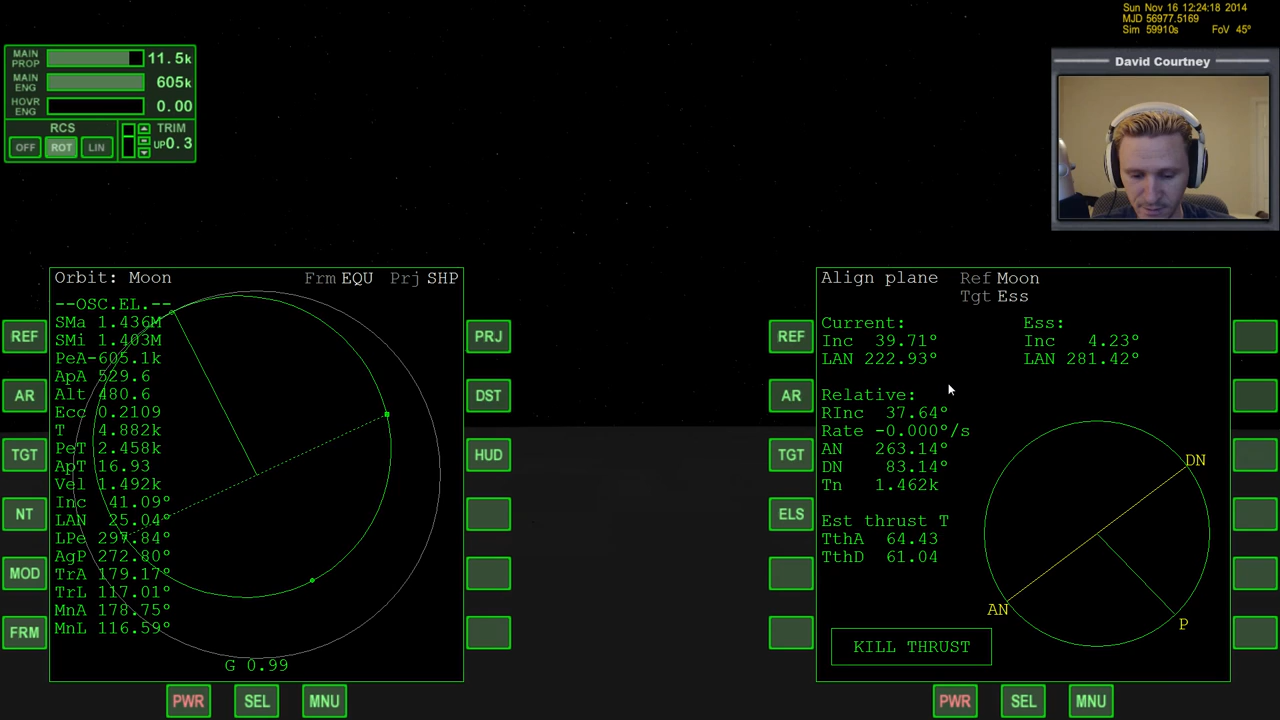 Sun Nov 16 12:24:18 2014
MJD 56977.5169
Sim 59910s FoV 45°
MAIN PROP 11.5k
MAIN ENG 605k
HOVR ENG 0.00
RCS
TRIM
OFF ROT LIN UP0.3
David Courtney
Orbit: Moon Frm EQU Prj SHP
--OSC.EL.--
SMa 1.436M
SMi 1.403M
PeA-605.1k
ApA 529.6
Alt 480.6
Ecc 0.2109
T 4.882k
PeT 2.458k
ApT 16.93
Vel 1.492k
Inc 41.09°
LAN 25.04°
LPe 297.84°
AgP 272.80°
TrA 179.17°
TrL 117.01°
MnA 178.75°
MnL 116.59°
G 0.99
REF
AR
TGT
NT
MOD
FRM
PRJ
DST
HUD
PWR SEL MNU
Align plane Ref Moon
Tgt Ess
Current: Ess:
Inc 39.71° Inc 4.23°
LAN 222.93° LAN 281.42°
Relative:
RInc 37.64°
Rate -0.000°/s
AN 263.14°
DN 83.14°
Tn 1.462k
Est thrust T
TthA 64.43
TthD 61.04
DN
AN
P
KILL THRUST
REF
AR
TGT
ELS
PWR SEL MNU